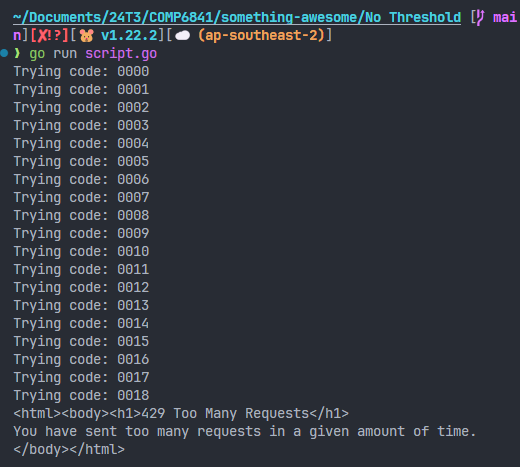 ~/Documents/24T3/COMP6841/something-awesome/No Threshold [ mai
n][✘!?][🐹 v1.22.2][☁️ (ap-southeast-2)]
❯ go run script.go
Trying code: 0000
Trying code: 0001
Trying code: 0002
Trying code: 0003
Trying code: 0004
Trying code: 0005
Trying code: 0006
Trying code: 0007
Trying code: 0008
Trying code: 0009
Trying code: 0010
Trying code: 0011
Trying code: 0012
Trying code: 0013
Trying code: 0014
Trying code: 0015
Trying code: 0016
Trying code: 0017
Trying code: 0018
<html><body><h1>429 Too Many Requests</h1>
You have sent too many requests in a given amount of time.
</body></html>